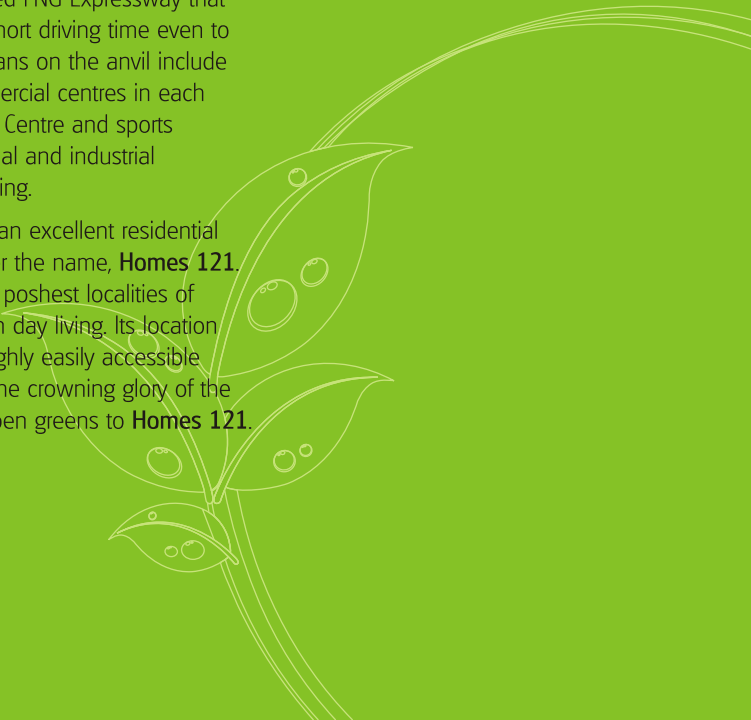 ed FNG Expressway that
hort driving time even to
ans on the anvil include
ercial centres in each
Centre and sports
al and industrial
ing.
an excellent residential
r the name, Homes 121.
poshest localities of
n day living. Its location
ghly easily accessible
he crowning glory of the
pen greens to Homes 121.